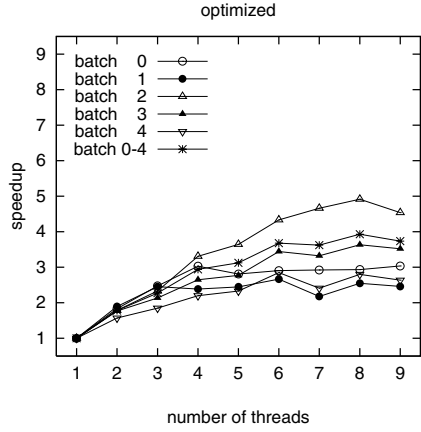 optimized
9
8
7
6
5
4
3
2
1
speedup
batch 0
batch 1
batch 2
batch 3
batch 4
batch 0-4
1 2 3 4 5 6 7 8 9
number of threads